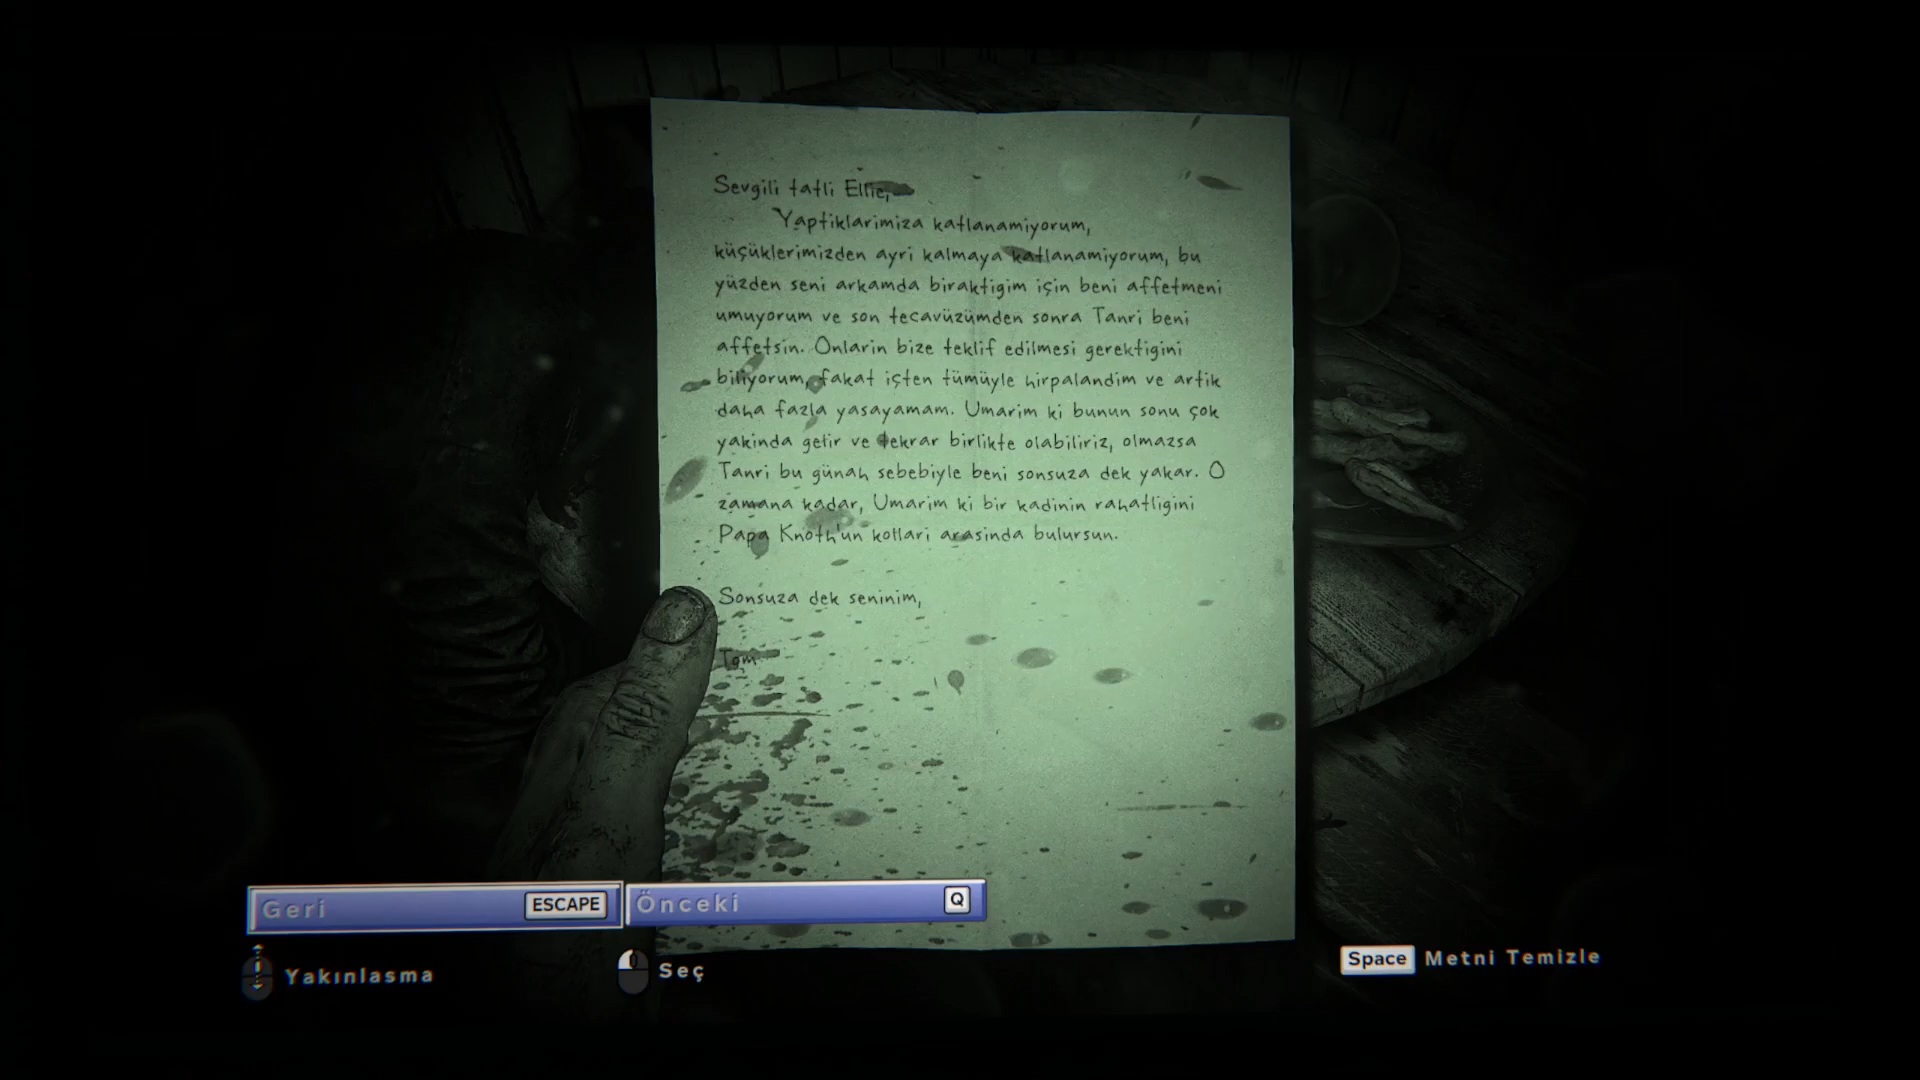 Sevgili tatli Ellie,
Yaptiklarimiza katlanamiyorum,
küçüklerimizden ayri kalmaya katlanamiyorum, bu
yüzden seni arkamda biraktigim için beni affetmeni
umuyorum ve son tecavüzümden sonra Tanri beni
affetsin. Onlarin bize teklif edilmesi gerektigini
biliyorum, fakat içten tümüyle hirpalandim ve artik
daha fazla yasayamam. Umarim ki bunun sonu çok
yakinda gelir ve tekrar birlikte olabiliriz, olmazsa
Tanri bu günah sebebiyle beni sonsuza dek yakar. O
zamana kadar, Umarim ki bir kadinin rahatligini
Papa Knoth'un kollari arasinda bulursun.
Sonsuza dek seninim,
Tom
Geri ESCAPE Önceki Q
Yakınlasma Seç Space Metni Temizle